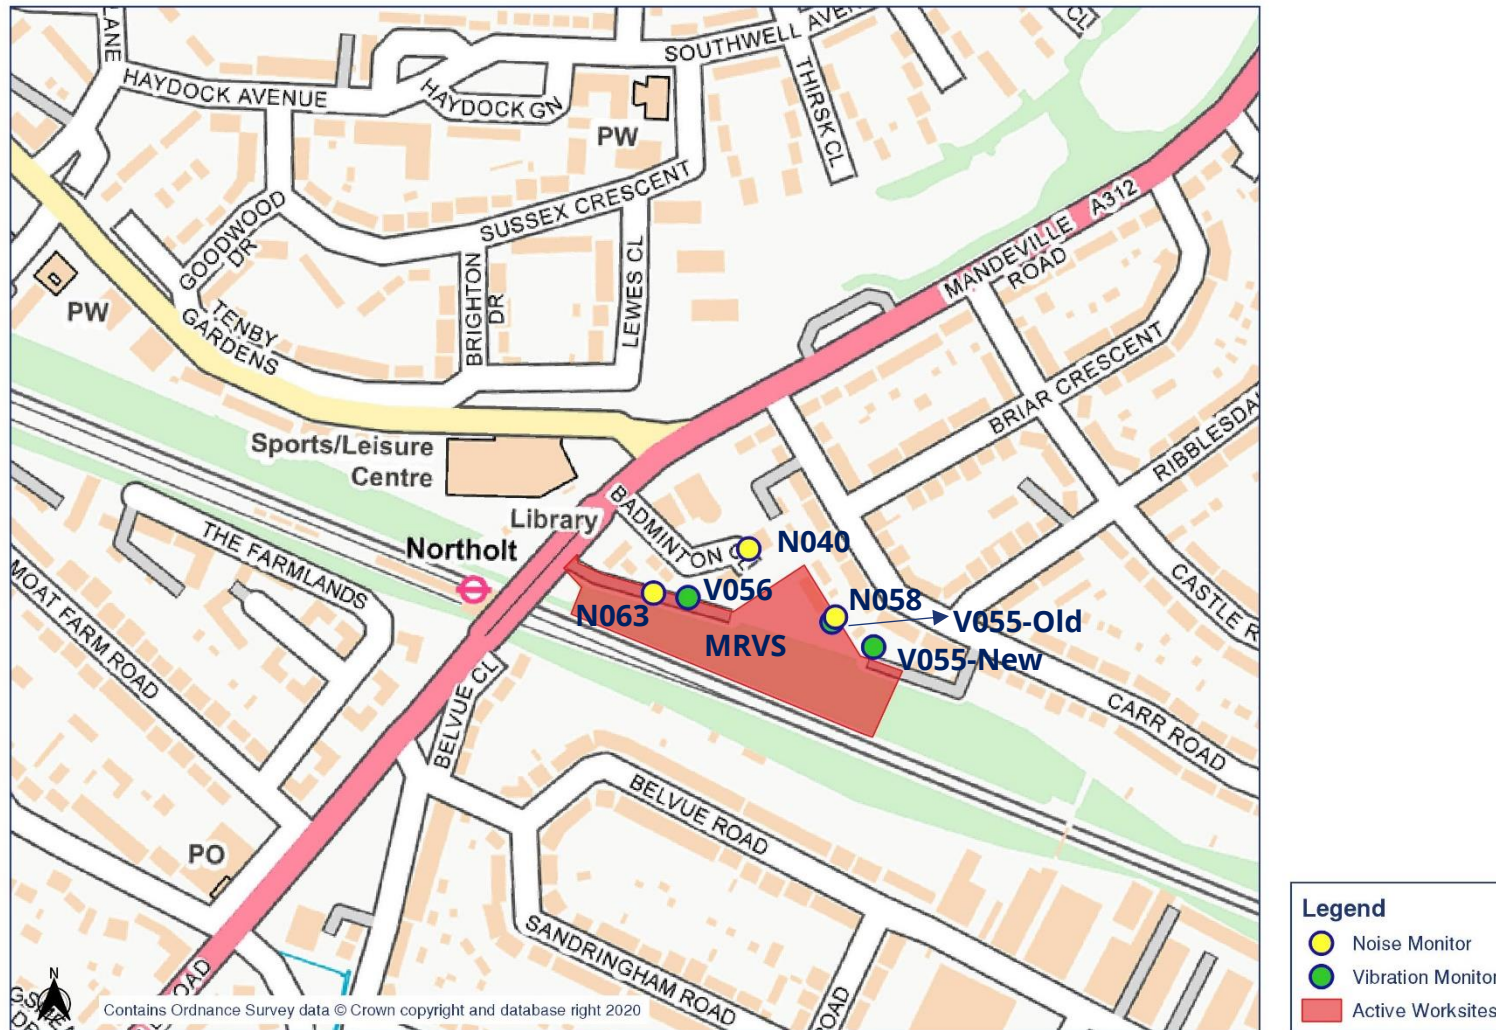 LANE
HAYDOCK AVENUE
HAYDOCK GN
SOUTHWELL AVEN
CL
THIRSK CL
PW
SUSSEX CRESCENT
GOODWOOD
DR
BRIGHTON
DR
LEWES CL
MANDEVILLE
ROAD
A312
PW
TENBY
GARDENS
BRIAR CRESCENT
RIBBLESDA
Sports/Leisure
Centre
Library
BADMINTON CL
Northolt
THE FARMLANDS
N040
V056
N063
N058
V055-Old
V055-New
MRVS
MOAT FARM ROAD
CASTLE R
CARR ROAD
BELVUE CL
BELVUE ROAD
PO
SANDRINGHAM ROAD
OAD
ROAD
DR
N
Contains Ordnance Survey data © Crown copyright and database right 2020
Legend
Noise Monitor
Vibration Monitor
Active Worksites